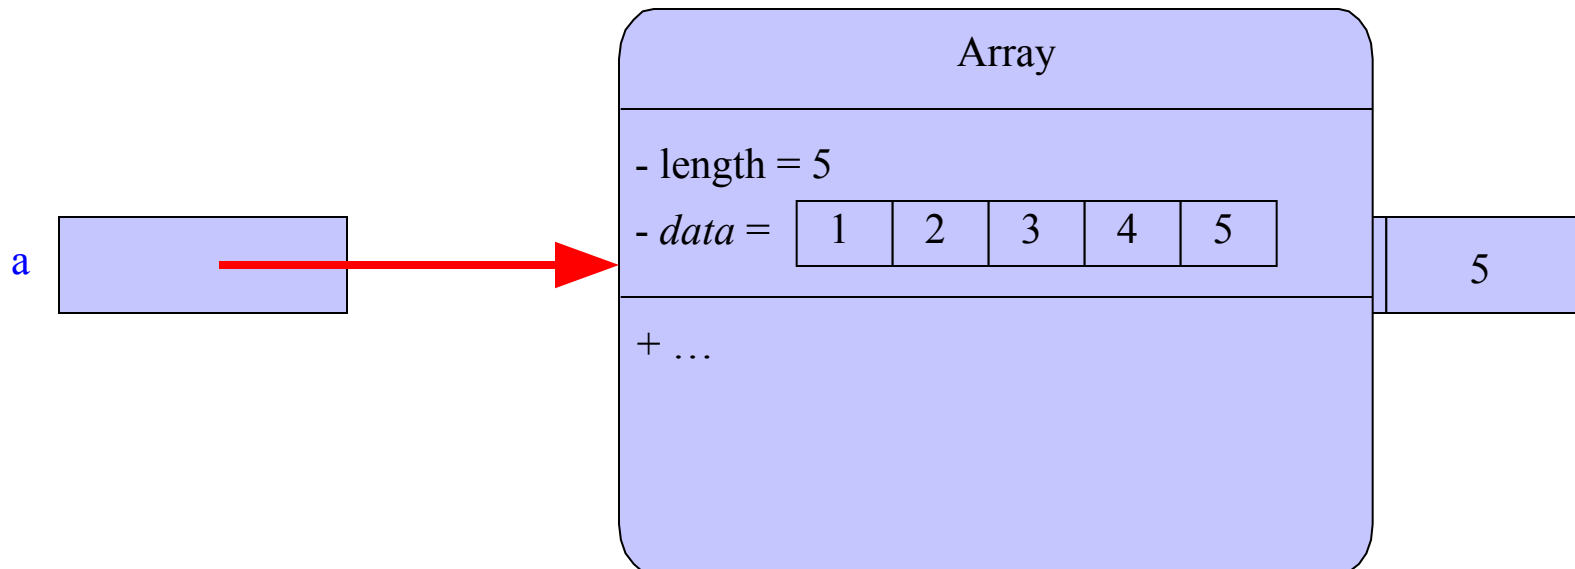 Array
- length = 5
- data = 1 2 3 4 5
a
5
+ …